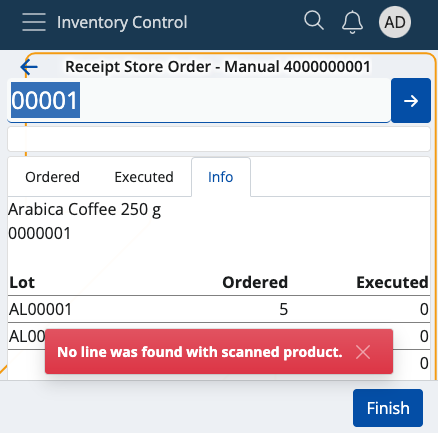 Inventory Control
AD
Receipt Store Order - Manual 4000000001
00001
Ordered Executed Info
Arabica Coffee 250 g
0000001
Lot Ordered Executed
AL00001 5 0
AL00 0
No line was found with scanned product.
0
Finish